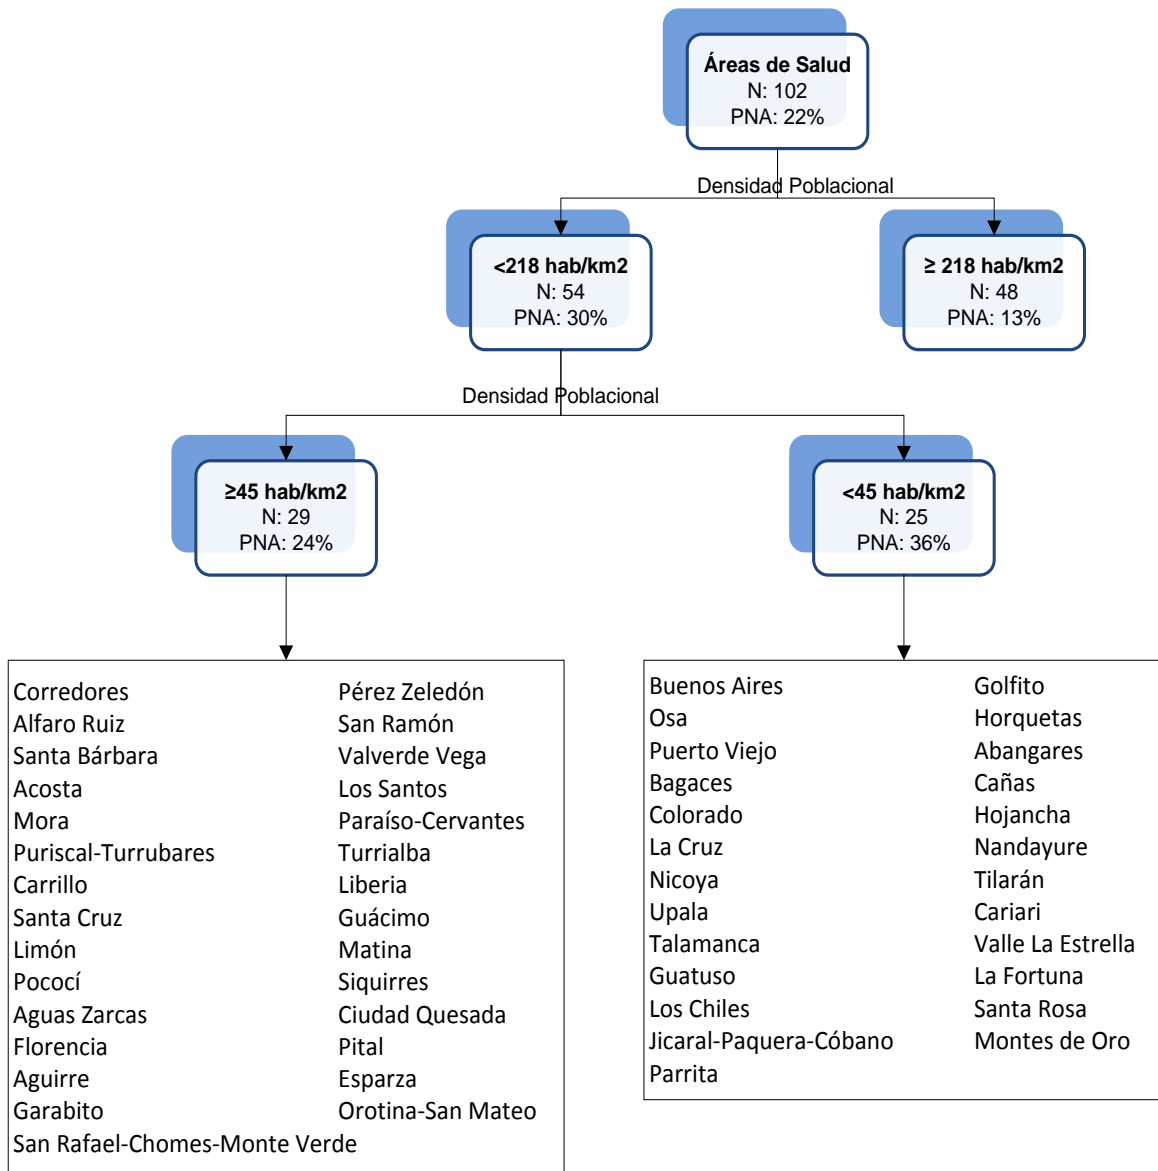 Áreas de Salud
N: 102
PNA: 22%
Densidad Poblacional
<218 hab/km2
N: 54
PNA: 30%
≥ 218 hab/km2
N: 48
PNA: 13%
Densidad Poblacional
≥45 hab/km2
N: 29
PNA: 24%
<45 hab/km2
N: 25
PNA: 36%
Corredores
Alfaro Ruiz
Santa Bárbara
Acosta
Mora
Puriscal-Turrubares
Carrillo
Santa Cruz
Limón
Pococí
Aguas Zarcas
Florencia
Aguirre
Garabito
San Rafael-Chomes-Monte Verde
Pérez Zeledón
San Ramón
Valverde Vega
Los Santos
Paraíso-Cervantes
Turrialba
Liberia
Guácimo
Matina
Siquirres
Ciudad Quesada
Pital
Esparza
Orotina-San Mateo
Buenos Aires
Osa
Puerto Viejo
Bagaces
Colorado
La Cruz
Nicoya
Upala
Talamanca
Guatuso
Los Chiles
Jicaral-Paquera-Cóbano
Parrita
Golfito
Horquetas
Abangares
Cañas
Hojancha
Nandayure
Tilarán
Cariari
Valle La Estrella
La Fortuna
Santa Rosa
Montes de Oro